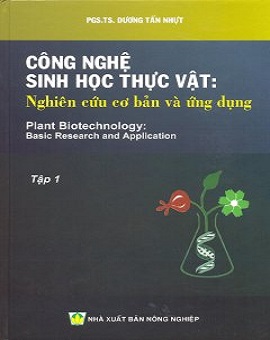 PGS.TS. DƯƠNG TẤN NHỰT
CÔNG NGHỆ
SINH HỌC THỰC VẬT:
Nghiên cứu cơ bản và ứng dụng
Plant Biotechnology:
Basic Research and Application
Tập 1
NHÀ XUẤT BẢN NÔNG NGHIỆP